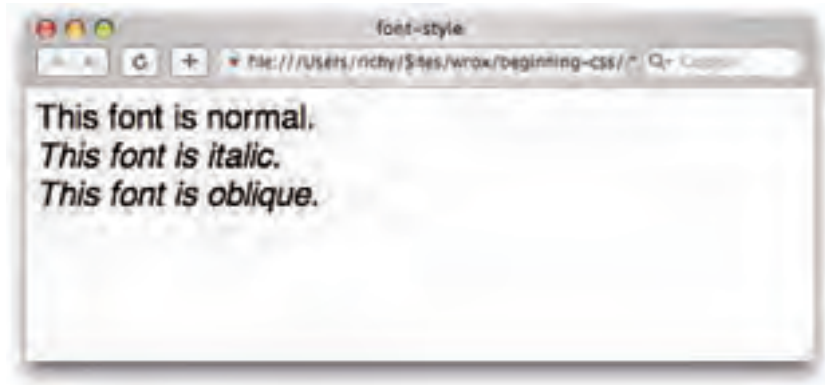 font-style
file:///Users/richy/Sites/wrox/beginning-css/
This font is normal.
This font is italic.
This font is oblique.